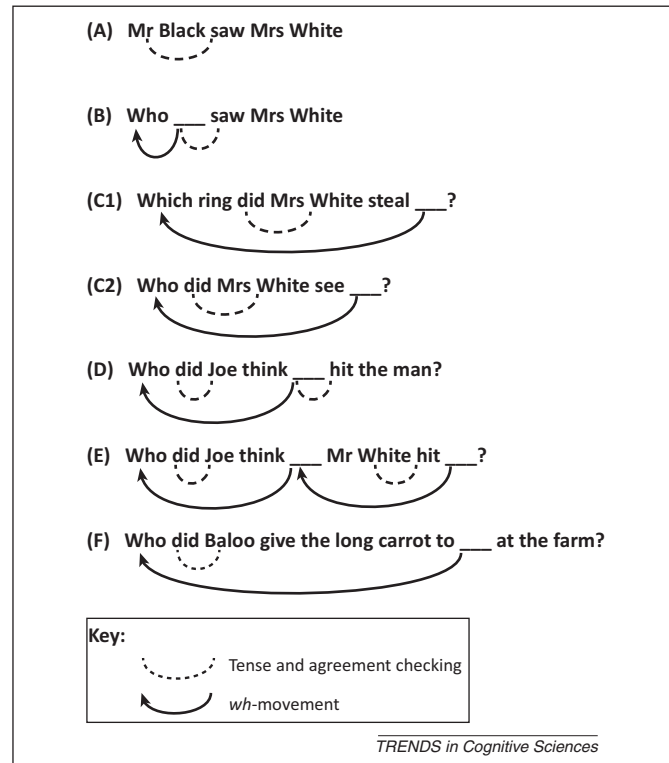 (A) Mr Black saw Mrs White
(B) Who ___ saw Mrs White
(C1) Which ring did Mrs White steal ___?
(C2) Who did Mrs White see ___?
(D) Who did Joe think ___ hit the man?
(E) Who did Joe think ___ Mr White hit ___?
(F) Who did Baloo give the long carrot to ___ at the farm?
Key:
Tense and agreement checking
wh-movement
TRENDS in Cognitive Sciences